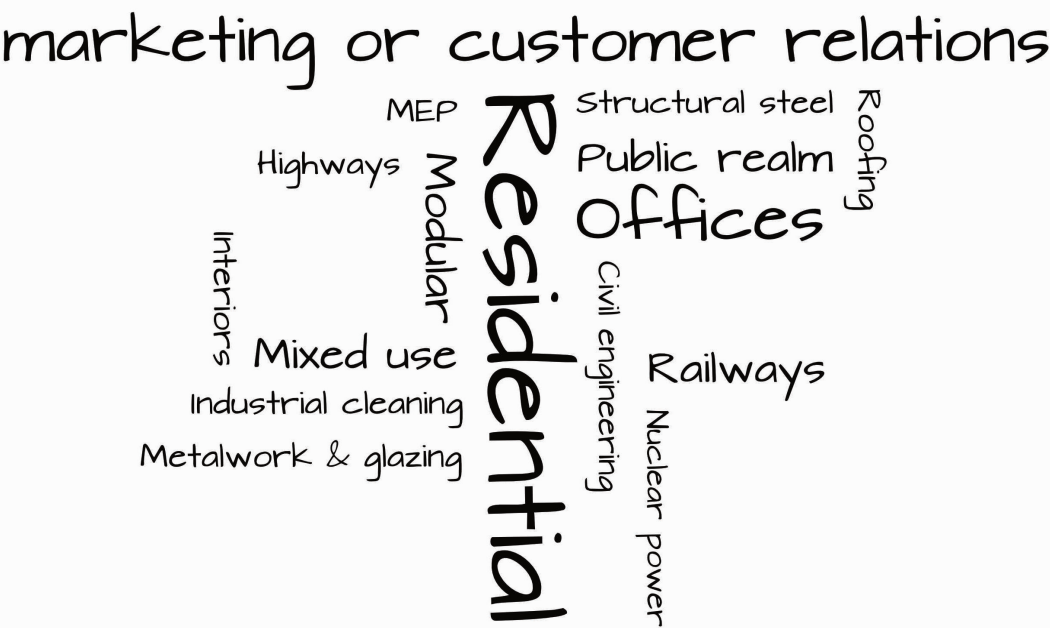 marketing or customer relations
MEP
Residential
Structural steel
Roofing
Highways
Modular
Public realm
Offices
Interiors
Civil engineering
Mixed use
Railways
Industrial cleaning
Nuclear power
Metalwork & glazing